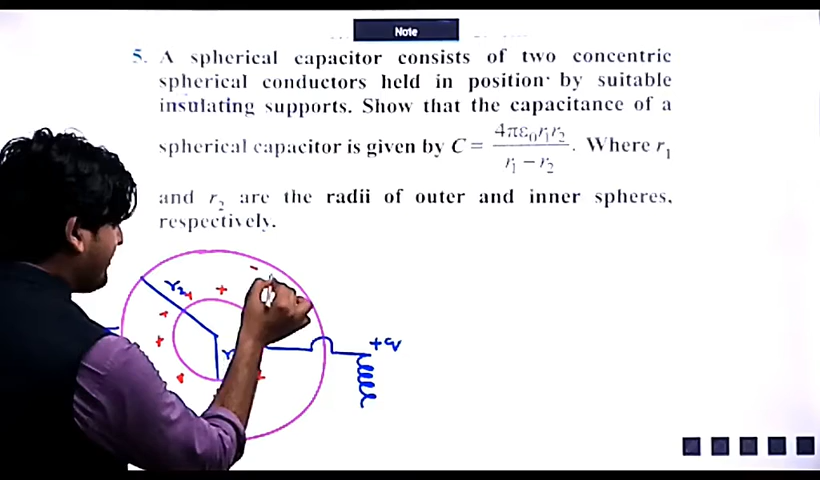 Note
5. A spherical capacitor consists of two concentric
spherical conductors held in position by suitable
insulating supports. Show that the capacitance of a
spherical capacitor is given by C = 4πε₀r₁r₂ / r₁ – r₂. Where r₁
and r₂ are the radii of outer and inner spheres,
respectively.
r₂
+q